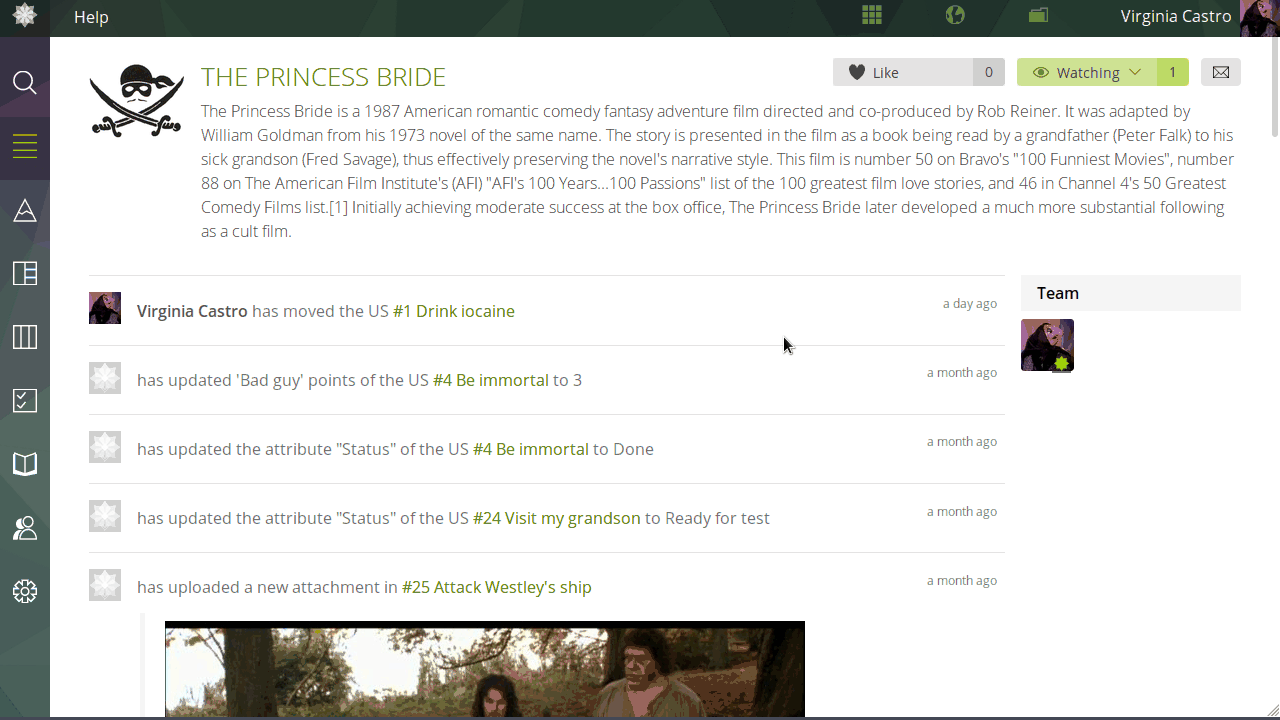 Help
Virginia Castro
THE PRINCESS BRIDE
Like 0
Watching 1
The Princess Bride is a 1987 American romantic comedy fantasy adventure film directed and co-produced by Rob Reiner. It was adapted by
William Goldman from his 1973 novel of the same name. The story is presented in the film as a book being read by a grandfather (Peter Falk) to his
sick grandson (Fred Savage), thus effectively preserving the novel's narrative style. This film is number 50 on Bravo's "100 Funniest Movies", number
88 on The American Film Institute's (AFI) "AFI's 100 Years...100 Passions" list of the 100 greatest film love stories, and 46 in Channel 4's 50 Greatest
Comedy Films list.[1] Initially achieving moderate success at the box office, The Princess Bride later developed a much more substantial following
as a cult film.
Virginia Castro has moved the US #1 Drink iocaine
a day ago
has updated 'Bad guy' points of the US #4 Be immortal to 3
a month ago
has updated the attribute "Status" of the US #4 Be immortal to Done
a month ago
has updated the attribute "Status" of the US #24 Visit my grandson to Ready for test
a month ago
has uploaded a new attachment in #25 Attack Westley's ship
a month ago
Team